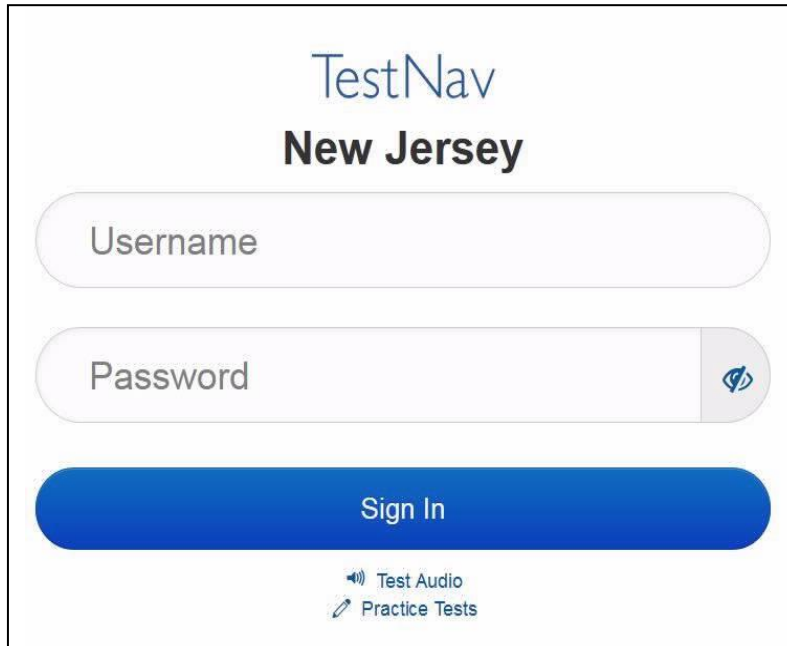 TestNav
New Jersey
Username
Password
Sign In
Test Audio
Practice Tests